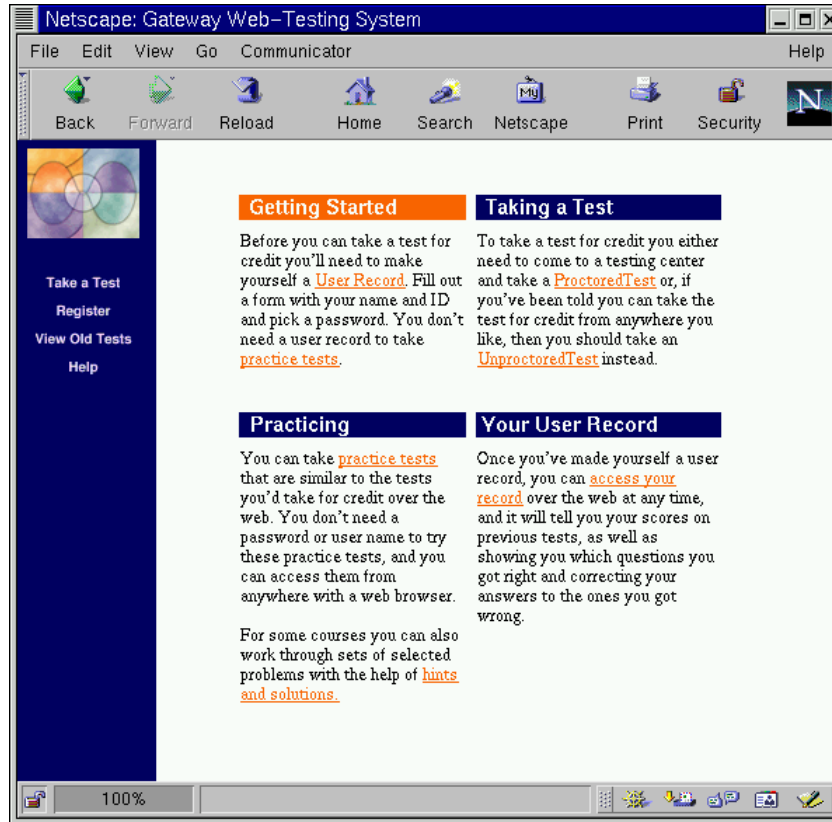 Netscape: Gateway Web-Testing System
File Edit View Go Communicator Help
Back Forward Reload Home Search Netscape Print Security
My
N
Take a Test
Register
View Old Tests
Help
Getting Started
Before you can take a test for
credit you'll need to make
yourself a User Record. Fill out
a form with your name and ID
and pick a password. You don't
need a user record to take
practice tests.
Taking a Test
To take a test for credit you either
need to come to a testing center
and take a ProctoredTest or, if
you've been told you can take the
test for credit from anywhere you
like, then you should take an
UnproctoredTest instead.
Practicing
You can take practice tests
that are similar to the tests
you'd take for credit over the
web. You don't need a
password or user name to try
these practice tests, and you
can access them from
anywhere with a web browser.
For some courses you can also
work through sets of selected
problems with the help of hints
and solutions.
Your User Record
Once you've made yourself a user
record, you can access your
record over the web at any time,
and it will tell you your scores on
previous tests, as well as
showing you which questions you
got right and correcting your
answers to the ones you got
wrong.
100%